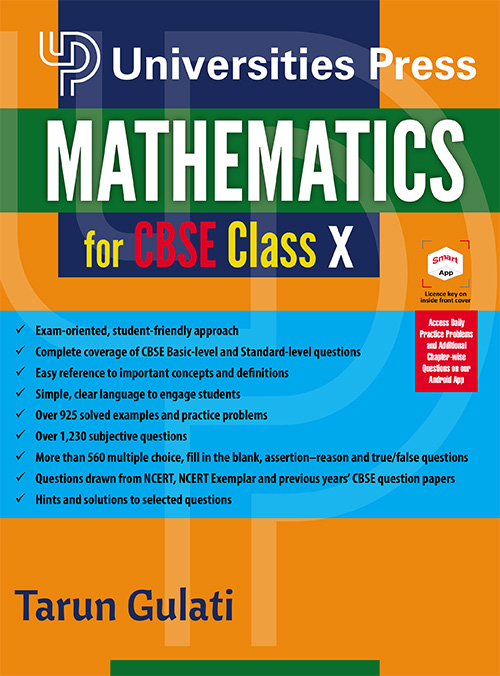 UP Universities Press
MATHEMATICS
for CBSE Class X
Smart
App
Licence key on
inside front cover
Access Daily
Practice Problems
and Additional
Chapter-wise
Questions on our
Android App
✓ Exam-oriented, student-friendly approach
✓ Complete coverage of CBSE Basic-level and Standard-level questions
✓ Easy reference to important concepts and definitions
✓ Simple, clear language to engage students
✓ Over 925 solved examples and practice problems
✓ Over 1,230 subjective questions
✓ More than 560 multiple choice, fill in the blank, assertion–reason and true/false questions
✓ Questions drawn from NCERT, NCERT Exemplar and previous years’ CBSE question papers
✓ Hints and solutions to selected questions
Tarun Gulati